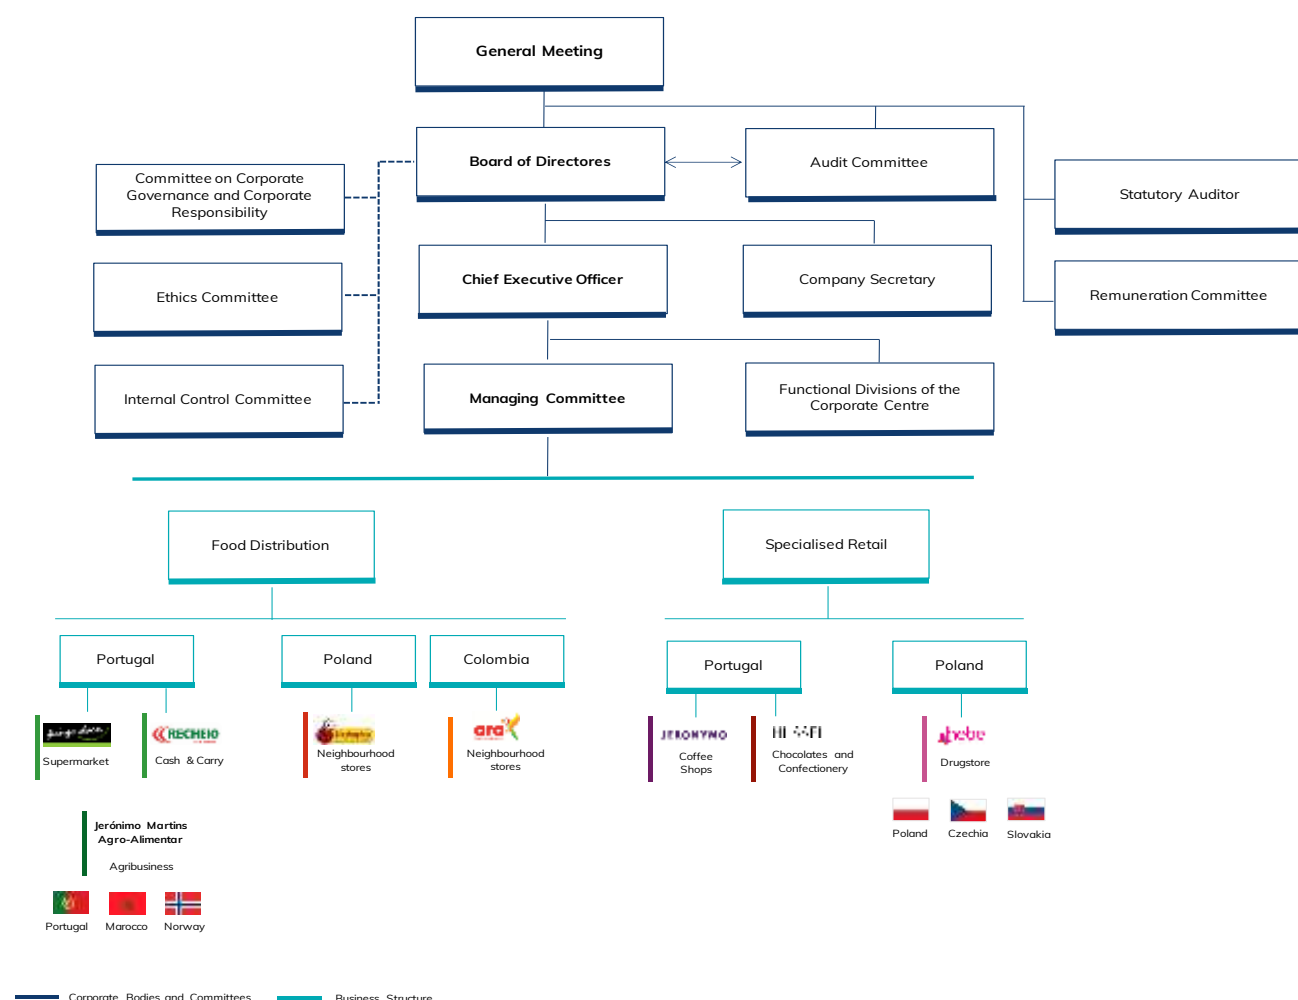 General Meeting
Board of Directores
Audit Committee
Committee on Corporate
Governance and Corporate
Responsibility
Statutory Auditor
Chief Executive Officer
Company Secretary
Ethics Committee
Remuneration Committee
Managing Committee
Functional Divisions of the
Corporate Centre
Internal Control Committee
Food Distribution
Specialised Retail
Portugal
Poland
Colombia
Portugal
Poland
RECHEIO
ara
JERONYMO
hebe
Supermarket
Cash & Carry
Neighbourhood
stores
Neighbourhood
stores
Coffee
Shops
Chocolates and
Confectionery
Drugstore
Poland
Czechia
Slovakia
Jerónimo Martins
Agro-Alimentar
Agribusiness
Portugal
Marocco
Norway
Corporate Bodies and Committees
Business Structure